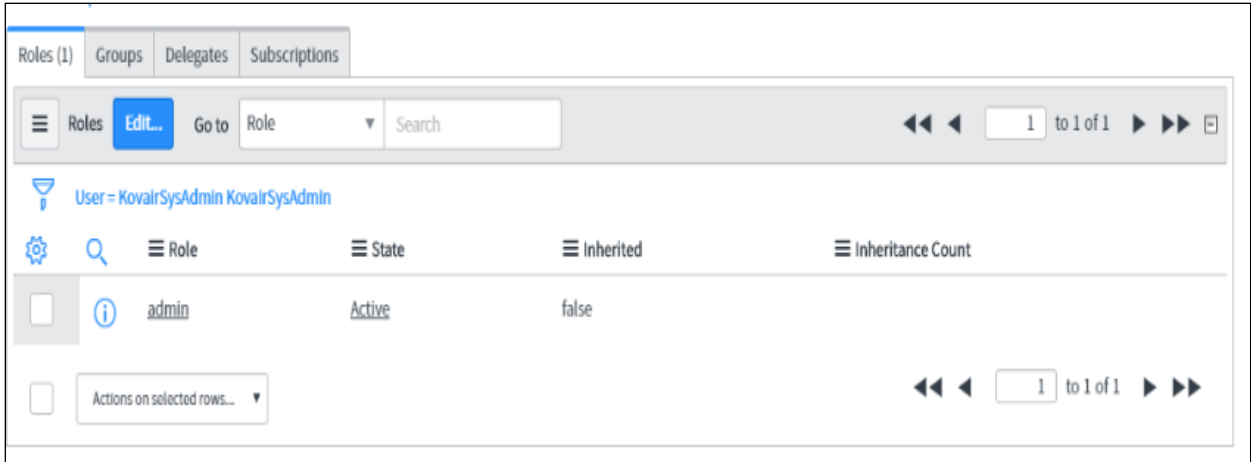 Roles (1) Groups Delegates Subscriptions
Roles Edit... Go to Role Search 1 to 1 of 1
User = KovairSysAdmin KovairSysAdmin
Role State Inherited Inheritance Count
admin Active false
Actions on selected rows... 1 to 1 of 1